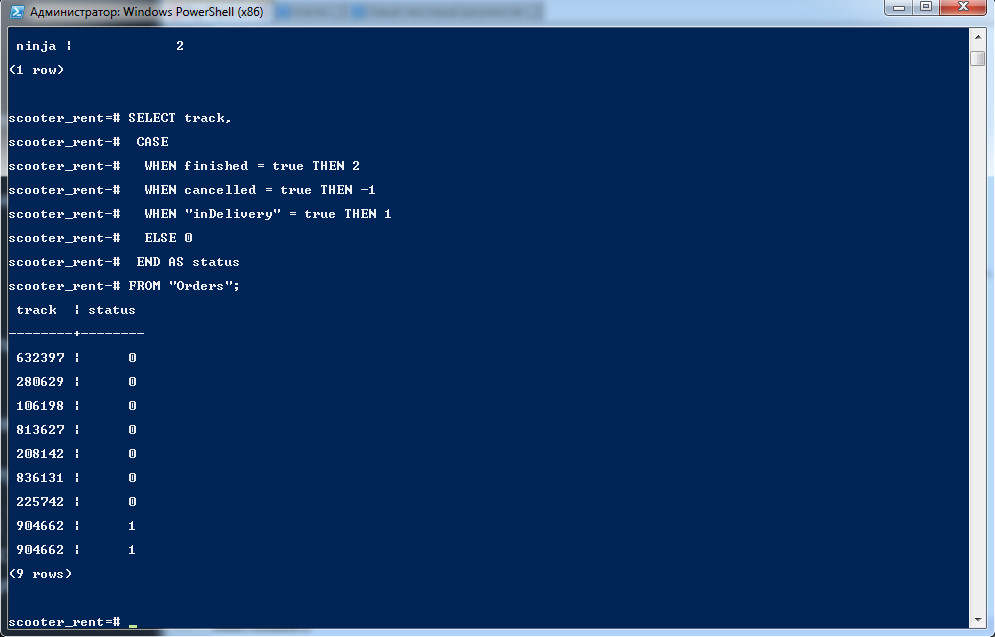 Администратор: Windows PowerShell (x86)
ninja |             2
(1 row)
scooter_rent=# SELECT track,
scooter_rent-#  CASE
scooter_rent-#   WHEN finished = true THEN 2
scooter_rent-#   WHEN cancelled = true THEN -1
scooter_rent-#   WHEN "inDelivery" = true THEN 1
scooter_rent-#   ELSE 0
scooter_rent-#  END AS status
scooter_rent-# FROM "Orders";
 track  | status
--------+--------
 632397 |      0
 280629 |      0
 106198 |      0
 813627 |      0
 208142 |      0
 836131 |      0
 225742 |      0
 904662 |      1
 904662 |      1
(9 rows)
scooter_rent=# _